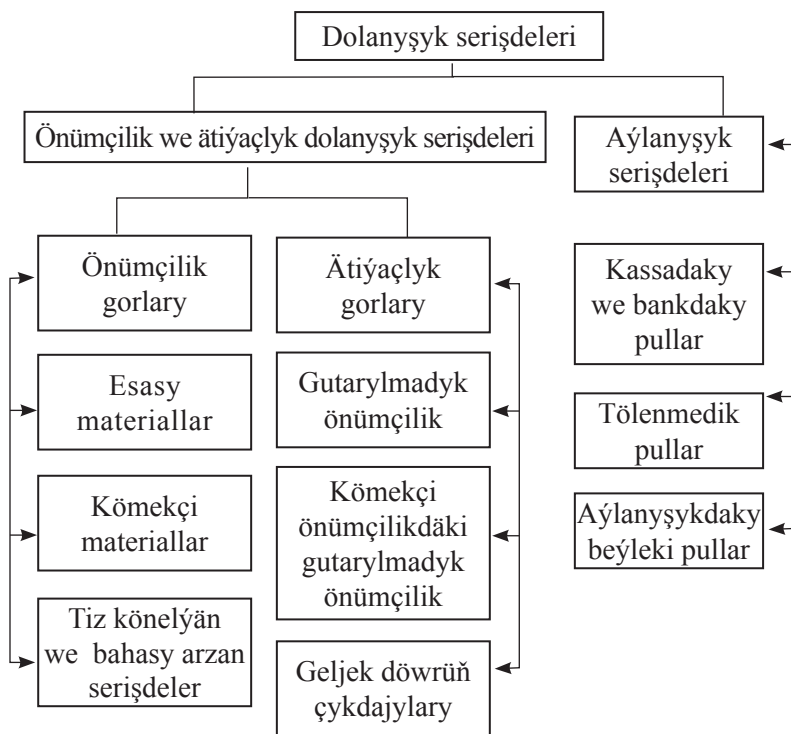 Dolanyşyk serişdeleri
Önümçilik we ätiýaçlyk dolanyşyk serişdeleri
Aýlanyşyk
serişdeleri
Önümçilik
gorlary
Esasy
materiallar
Kömekçi
materiallar
Tiz könelýän
we bahasy arzan
serişdeler
Ätiýaçlyk
gorlary
Gutarylmadyk
önümçilik
Kömekçi
önümçilikdäki
gutarylmadyk
önümçilik
Geljek döwrüň
çykdajylary
Kassadaky
we bankdaky
pullar
Tölenmedik
pullar
Aýlanyşykdaky
beýleki pullar